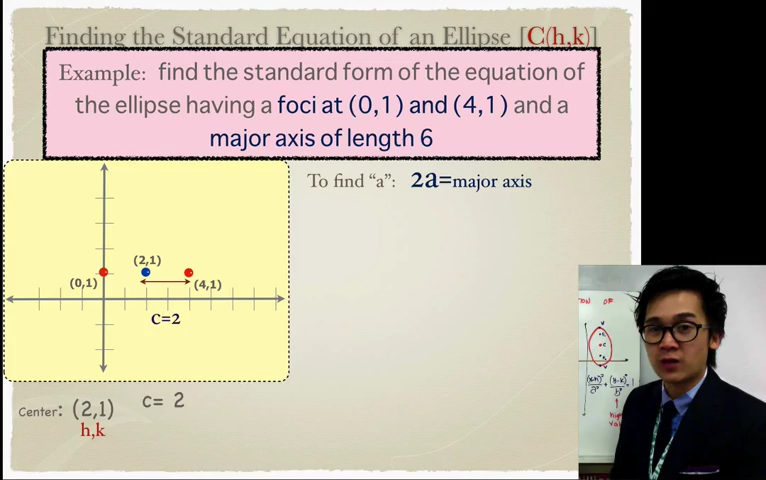 Finding the Standard Equation of an Ellipse [C(h,k)]
Example: find the standard form of the equation of
the ellipse having a foci at (0,1) and (4,1) and a
major axis of length 6
To find “a”: 2a=major axis
(2,1)
(0,1)
(4,1)
C=2
Center: (2,1)
h,k
c= 2
OF